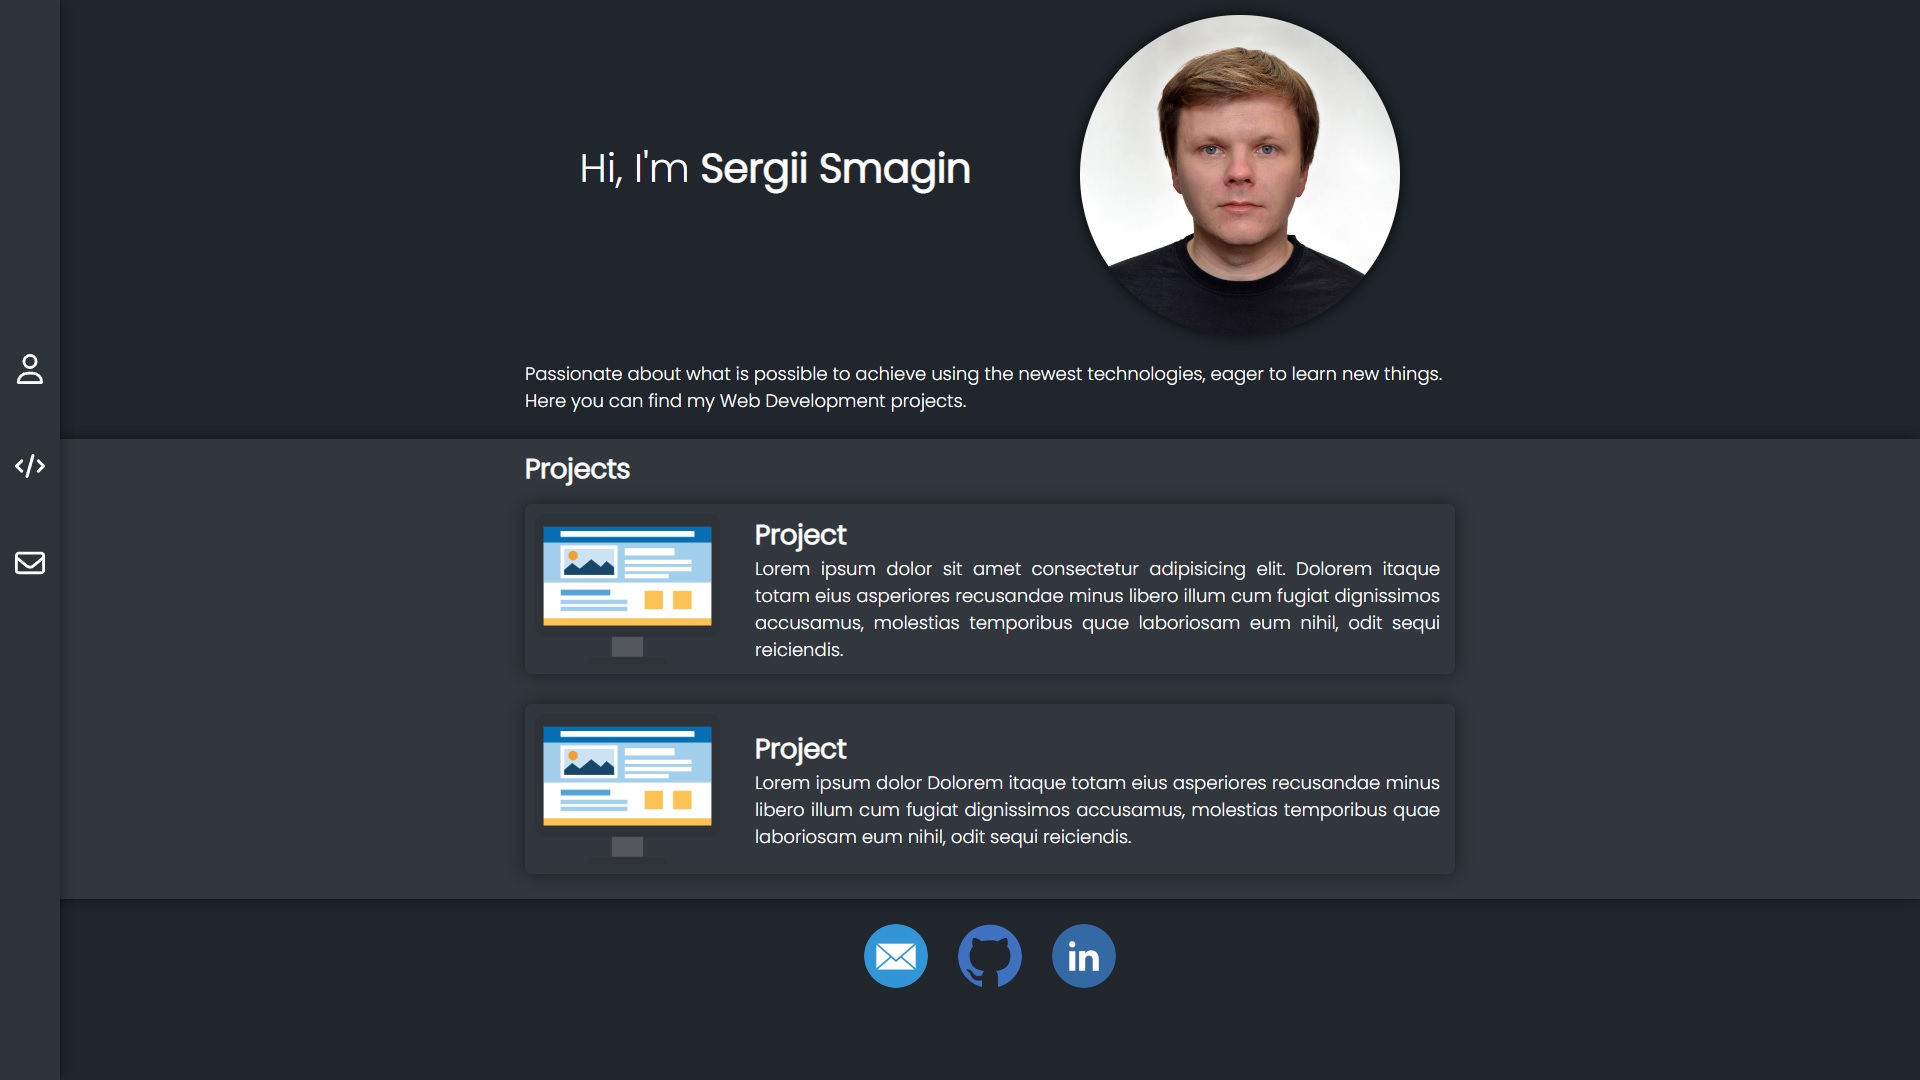 Hi, I'm Sergii Smagin
Passionate about what is possible to achieve using the newest technologies, eager to learn new things.
Here you can find my Web Development projects.
Projects
Project
Lorem ipsum dolor sit amet consectetur adipisicing elit. Dolorem itaque
totam eius asperiores recusandae minus libero illum cum fugiat dignissimos
accusamus, molestias temporibus quae laboriosam eum nihil, odit sequi
reiciendis.
Project
Lorem ipsum dolor Dolorem itaque totam eius asperiores recusandae minus
libero illum cum fugiat dignissimos accusamus, molestias temporibus quae
laboriosam eum nihil, odit sequi reiciendis.
in